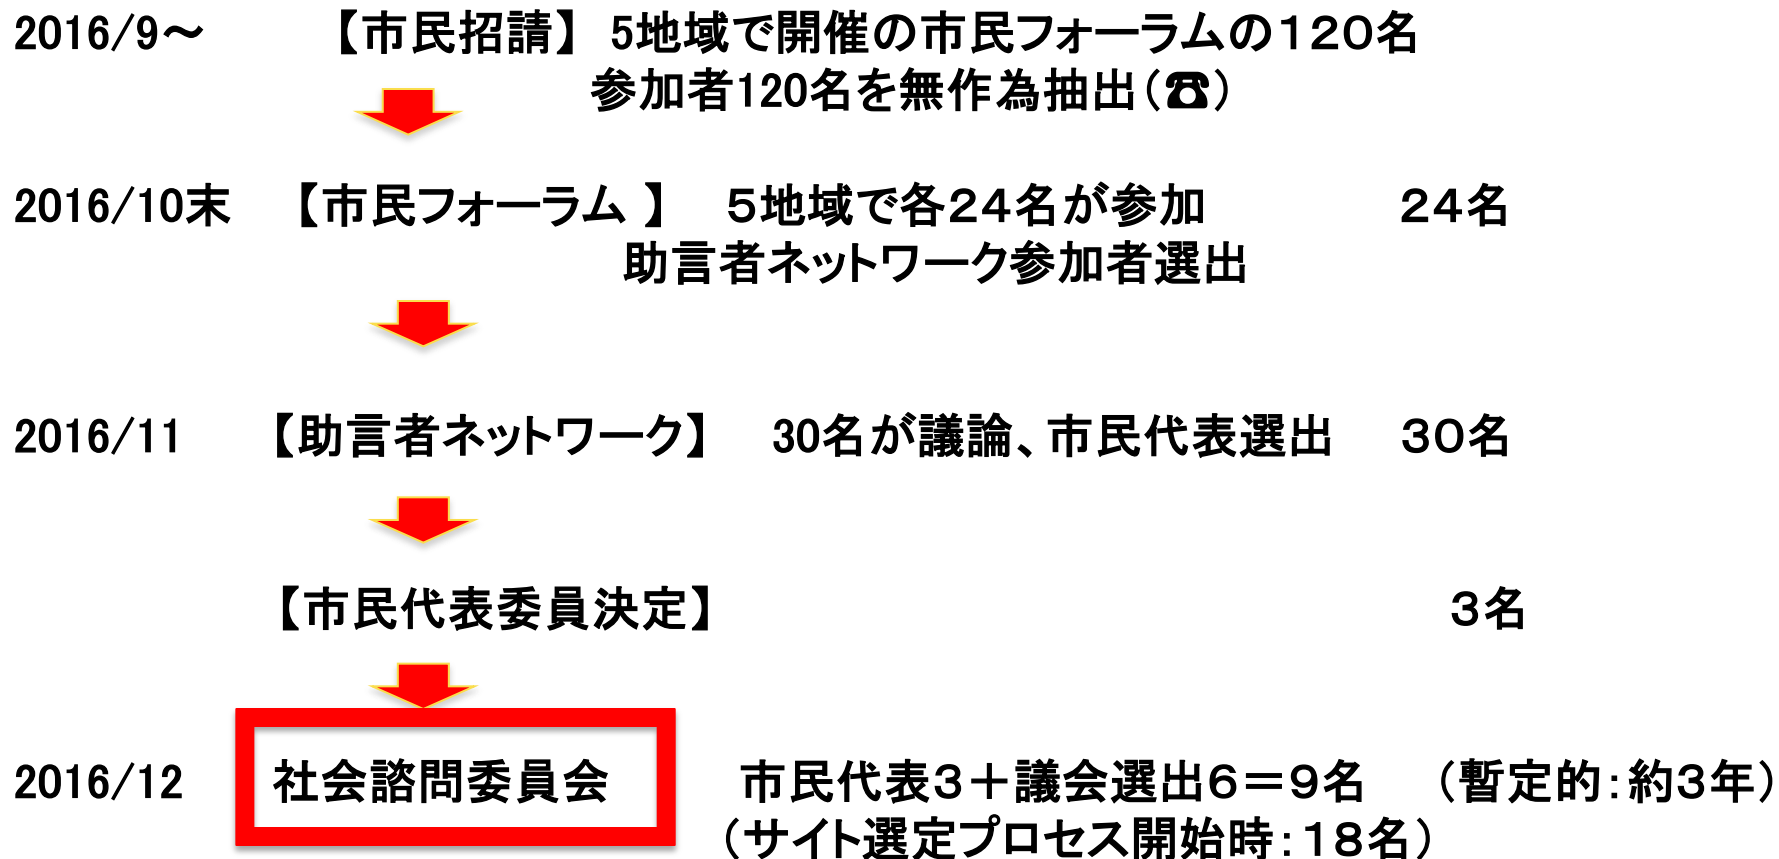 2016/9～ 【市民招請】 5地域で開催の市民フォーラムの120名
参加者120名を無作為抽出(☎)
2016/10末 【市民フォーラム 】 5地域で各24名が参加 24名
助言者ネットワーク参加者選出
2016/11 【助言者ネットワーク】 30名が議論、市民代表選出 30名
【市民代表委員決定】 3名
2016/12 社会諮問委員会 市民代表3＋議会選出6＝9名 （暫定的：約3年）
（サイト選定プロセス開始時：18名）